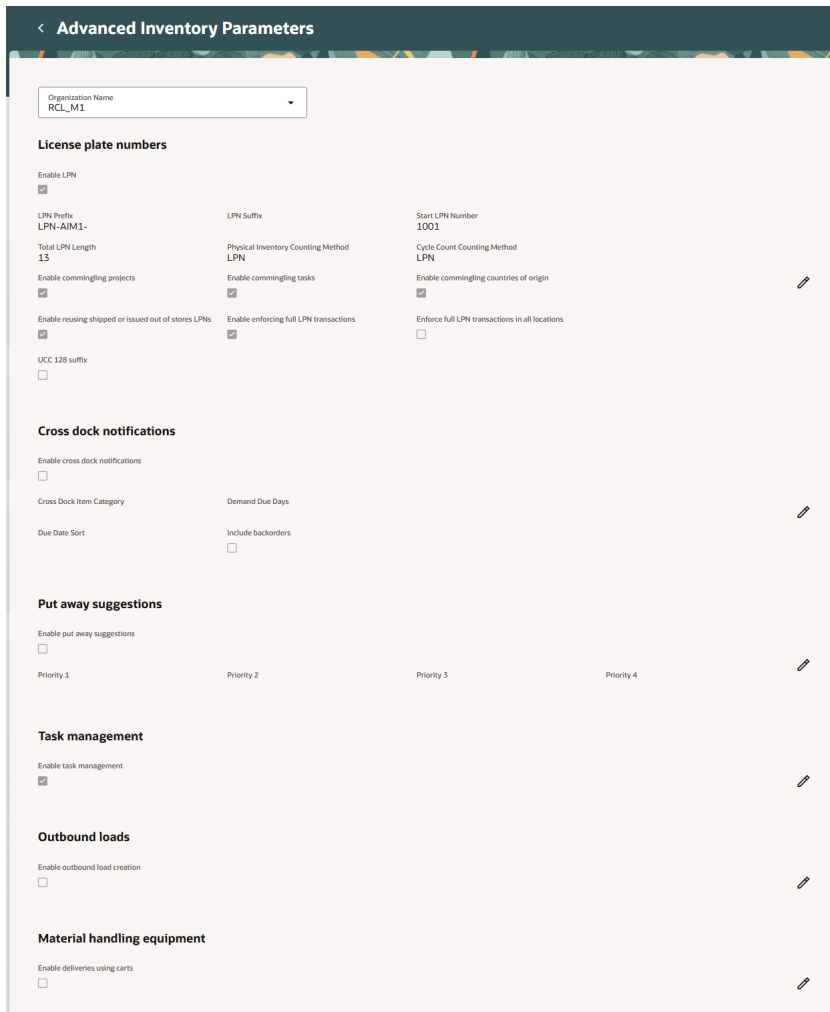 Advanced Inventory Parameters
Organization Name
RCL_M1
License plate numbers
Enable LPN
LPN Prefix LPN Suffix Start LPN Number
LPN-AIM1- 1001
Total LPN Length Physical Inventory Counting Method Cycle Count Counting Method
13 LPN LPN
Enable commingling projects Enable commingling tasks Enable commingling countries of origin
Enable reusing shipped or issued out of stores LPNs Enable enforcing full LPN transactions Enforce full LPN transactions in all locations
UCC 128 suffix
Cross dock notifications
Enable cross dock notifications
Cross Dock Item Category Demand Due Days
Due Date Sort Include backorders
Put away suggestions
Enable put away suggestions
Priority 1 Priority 2 Priority 3 Priority 4
Task management
Enable task management
Outbound loads
Enable outbound load creation
Material handling equipment
Enable deliveries using carts